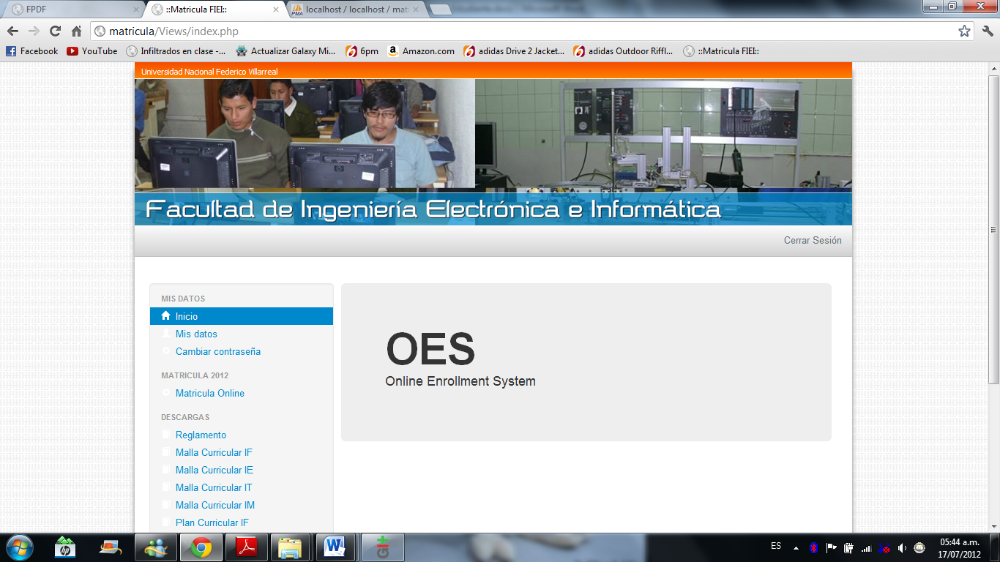 FPDF
::Matricula FIEI::
localhost / localhost / mat
matricula/Views/index.php
Facebook
YouTube
Infiltrados en clase -...
Actualizar Galaxy Mi...
6pm
Amazon.com
adidas Drive 2 Jacket...
adidas Outdoor Riffl...
::Matricula FIEI::
Universidad Nacional Federico Villarreal
Facultad de Ingeniería Electrónica e Informática
Cerrar Sesión
MIS DATOS
Inicio
Mis datos
Cambiar contraseña
MATRICULA 2012
Matricula Online
DESCARGAS
Reglamento
Malla Curricular IF
Malla Curricular IE
Malla Curricular IT
Malla Curricular IM
Plan Curricular IF
OES
Online Enrollment System
ES
05:44 a.m.
17/07/2012